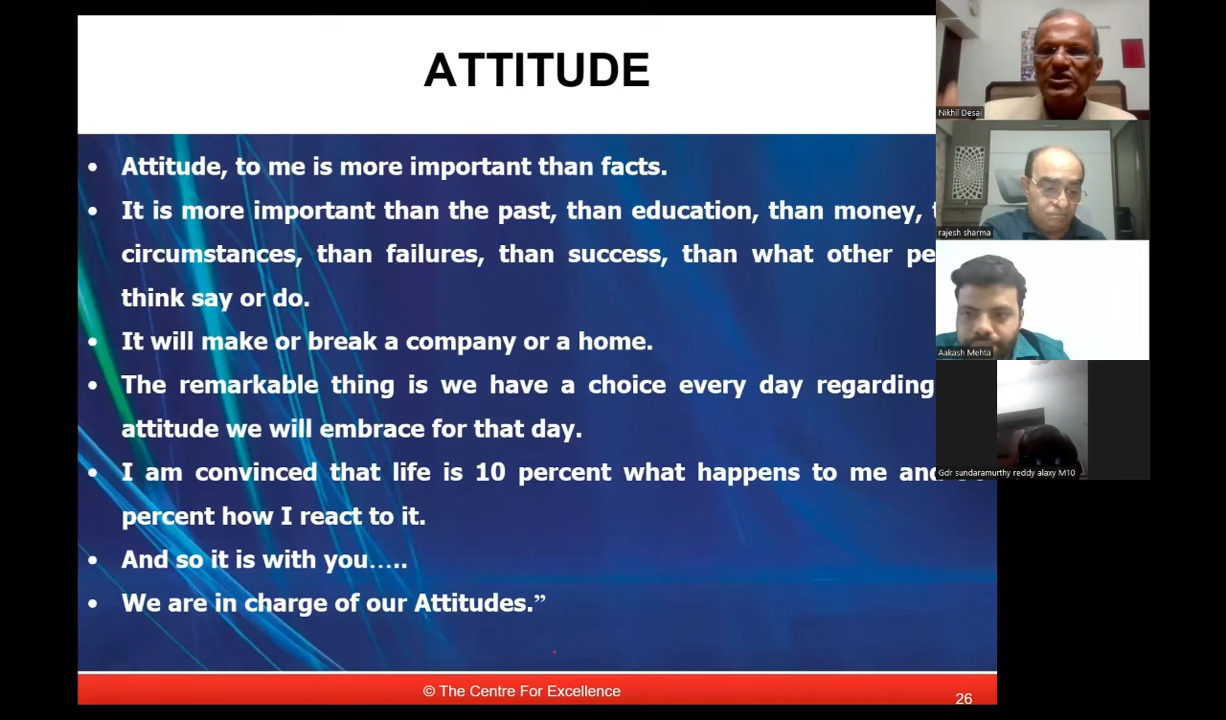 ATTITUDE
• Attitude, to me is more important than facts.
• It is more important than the past, than education, than money,
circumstances, than failures, than success, than what other pe
think say or do.
• It will make or break a company or a home.
• The remarkable thing is we have a choice every day regarding
attitude we will embrace for that day.
• I am convinced that life is 10 percent what happens to me and
percent how I react to it.
• And so it is with you.....
• We are in charge of our Attitudes.”
© The Centre For Excellence
26
Nikhil Desai
rajesh sharma
Aakash Mehta
Gdr sundaramurthy reddy alaxy M10